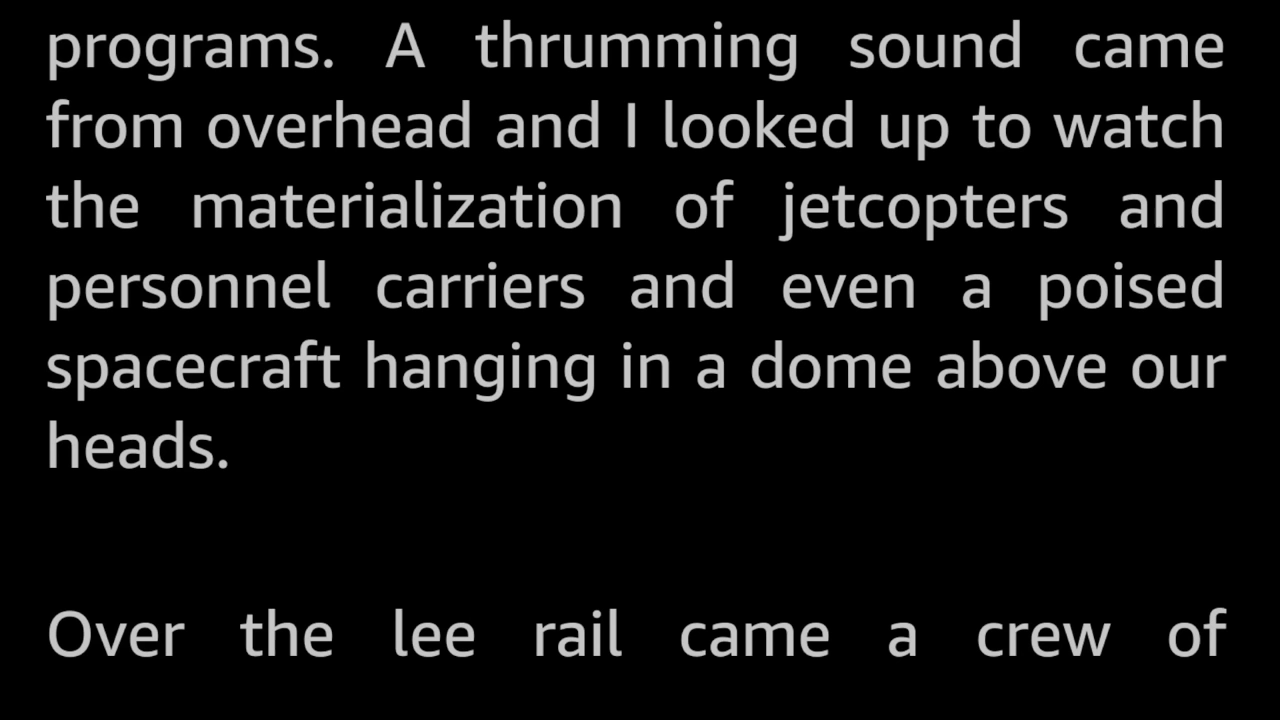 programs. A thrumming sound came
from overhead and I looked up to watch
the materialization of jetcopters and
personnel carriers and even a poised
spacecraft hanging in a dome above our
heads.
Over the lee rail came a crew of